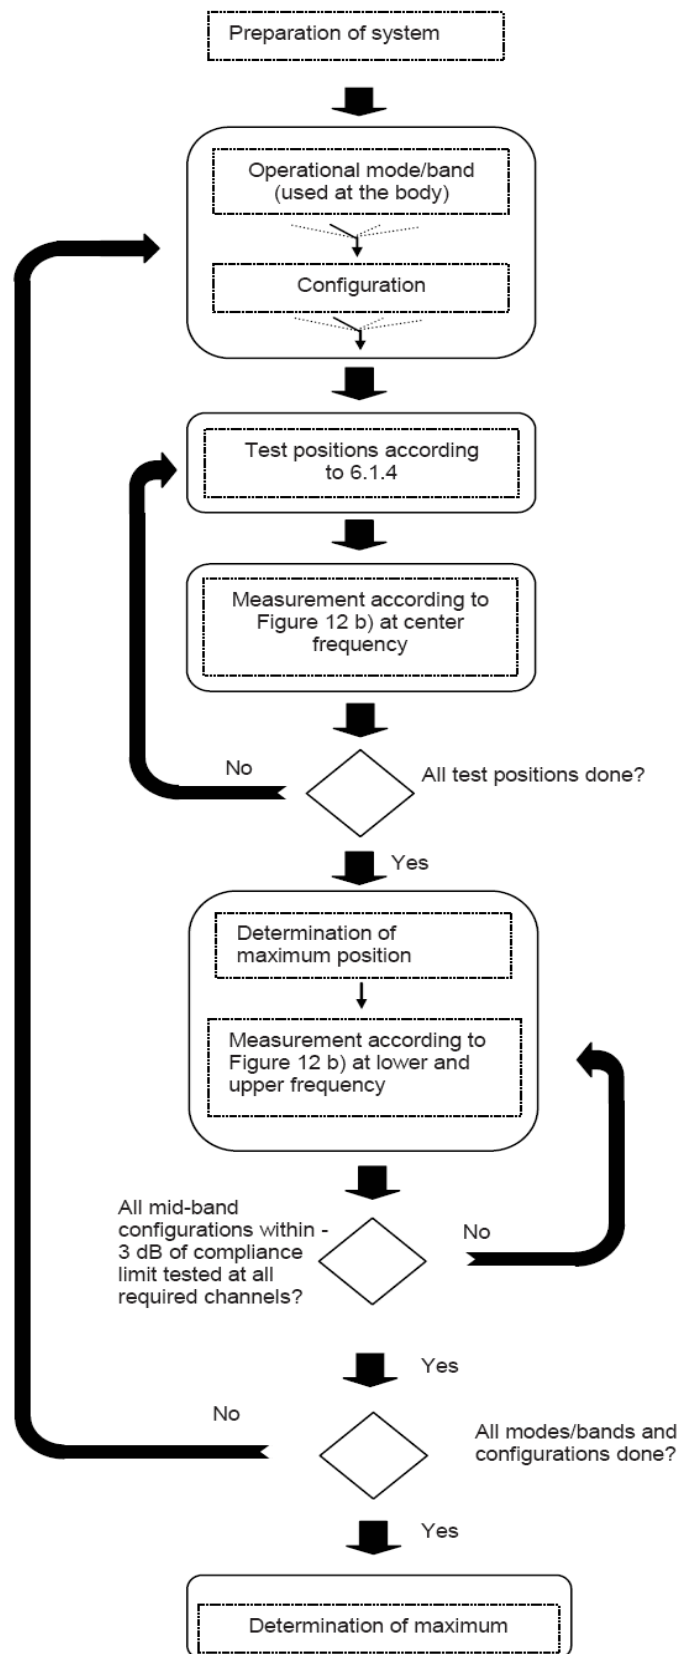 Preparation of system
Operational mode/band
(used at the body)
Configuration
Test positions according
to 6.1.4
Measurement according to
Figure 12 b) at center
frequency
No
All test positions done?
Yes
Determination of
maximum position
Measurement according to
Figure 12 b) at lower and
upper frequency
All mid-band
configurations within -
3 dB of compliance
limit tested at all
required channels?
No
Yes
No
All modes/bands and
configurations done?
Yes
Determination of maximum